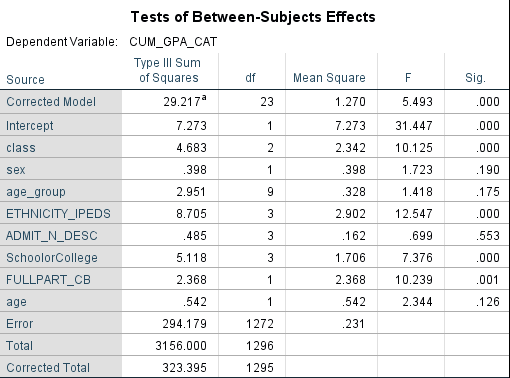 Tests of Between-Subjects Effects
Dependent Variable: CUM_GPA_CAT
Source Type III Sum of Squares df Mean Square F Sig.
Corrected Model 29.217a 23 1.270 5.493 .000
Intercept 7.273 1 7.273 31.447 .000
class 4.683 2 2.342 10.125 .000
sex .398 1 .398 1.723 .190
age_group 2.951 9 .328 1.418 .175
ETHNICITY_IPEDS 8.705 3 2.902 12.547 .000
ADMIT_N_DESC .485 3 .162 .699 .553
SchoolorCollege 5.118 3 1.706 7.376 .000
FULLPART_CB 2.368 1 2.368 10.239 .001
age .542 1 .542 2.344 .126
Error 294.179 1272 .231
Total 3156.000 1296
Corrected Total 323.395 1295